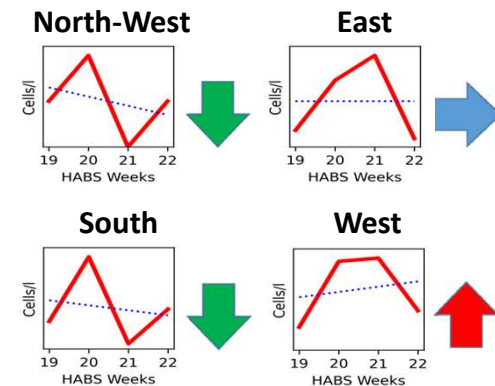 North-West
Cells/l
19 20 21 22
HABS Weeks
East
Cells/l
19 20 21 22
HABS Weeks
South
Cells/l
19 20 21 22
HABS Weeks
West
Cells/l
19 20 21 22
HABS Weeks